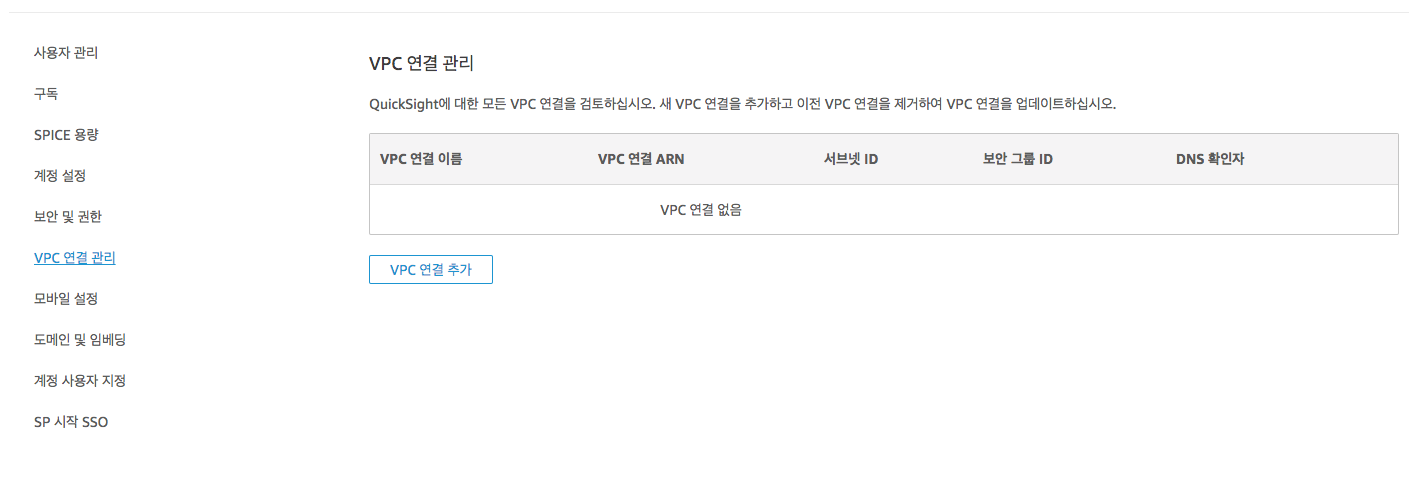 사용자 관리
구독
SPICE 용량
계정 설정
보안 및 권한
VPC 연결 관리
모바일 설정
도메인 및 임베딩
계정 사용자 지정
SP 시작 SSO
VPC 연결 관리
QuickSight에 대한 모든 VPC 연결을 검토하십시오. 새 VPC 연결을 추가하고 이전 VPC 연결을 제거하여 VPC 연결을 업데이트하십시오.
VPC 연결 이름 VPC 연결 ARN 서브넷 ID 보안 그룹 ID DNS 확인자
VPC 연결 없음
VPC 연결 추가